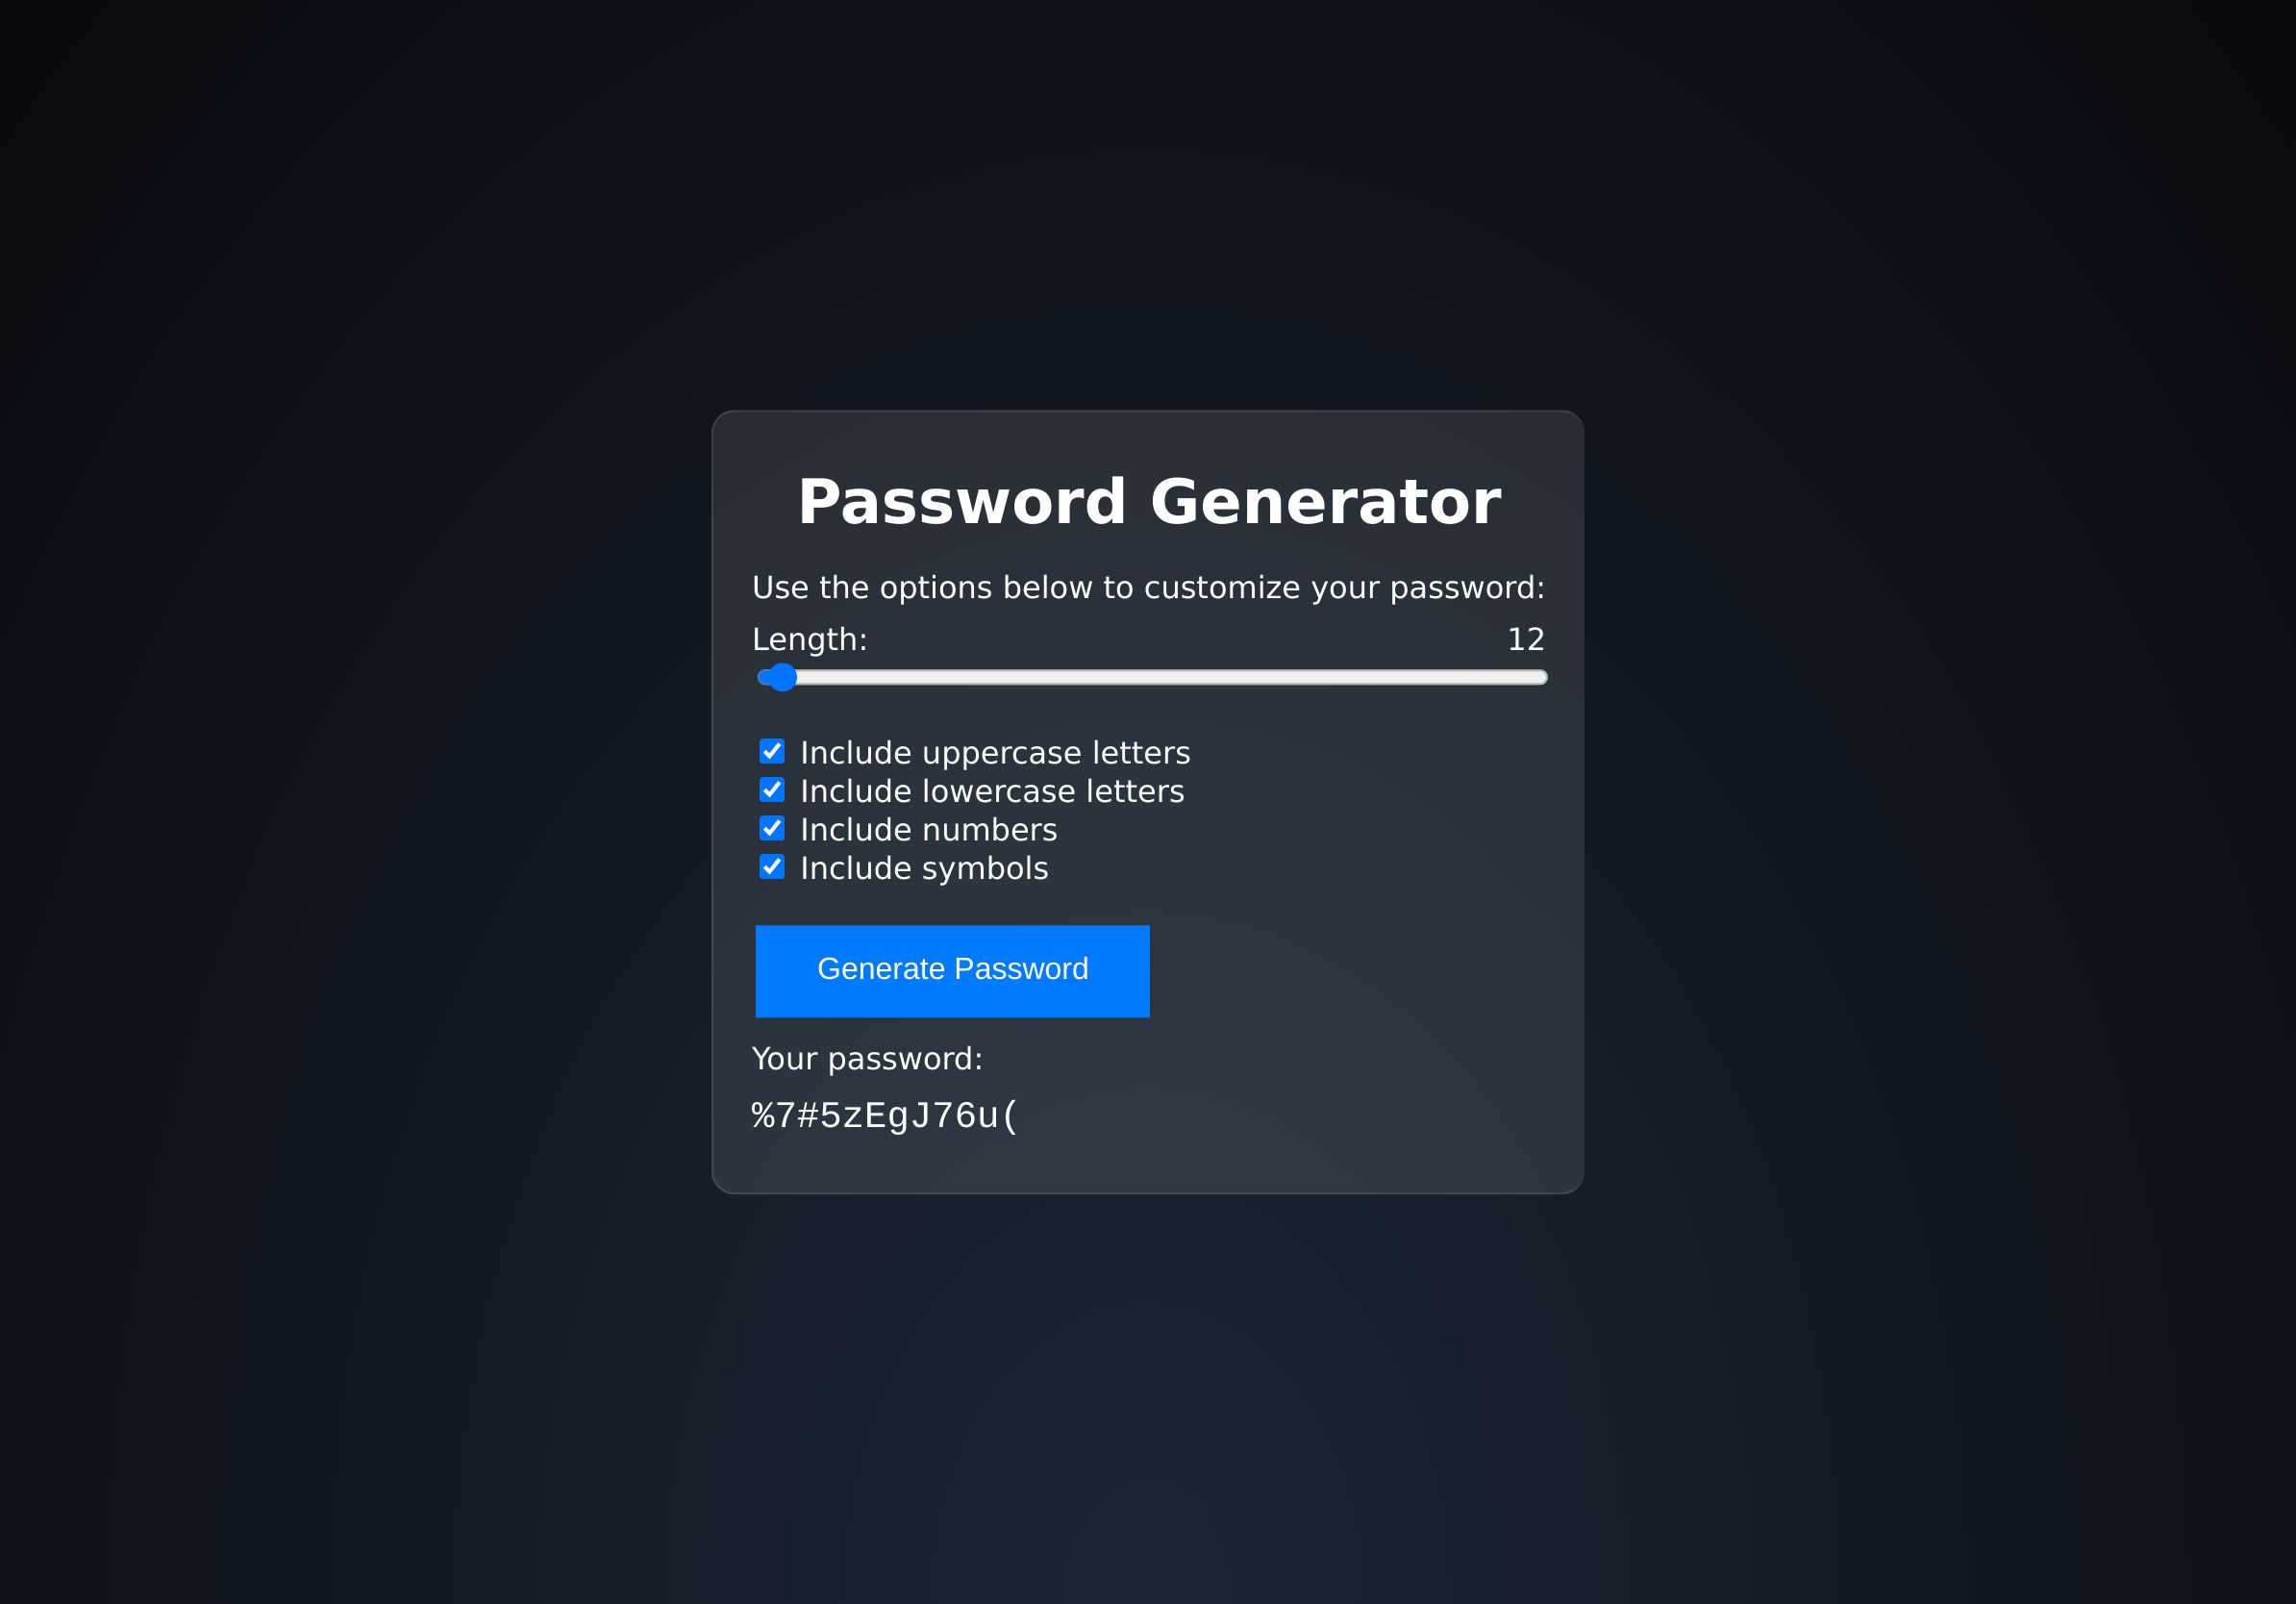 Password Generator
Use the options below to customize your password:
Length: 12
Include uppercase letters
Include lowercase letters
Include numbers
Include symbols
Generate Password
Your password:
%7#5zEgJ76u(